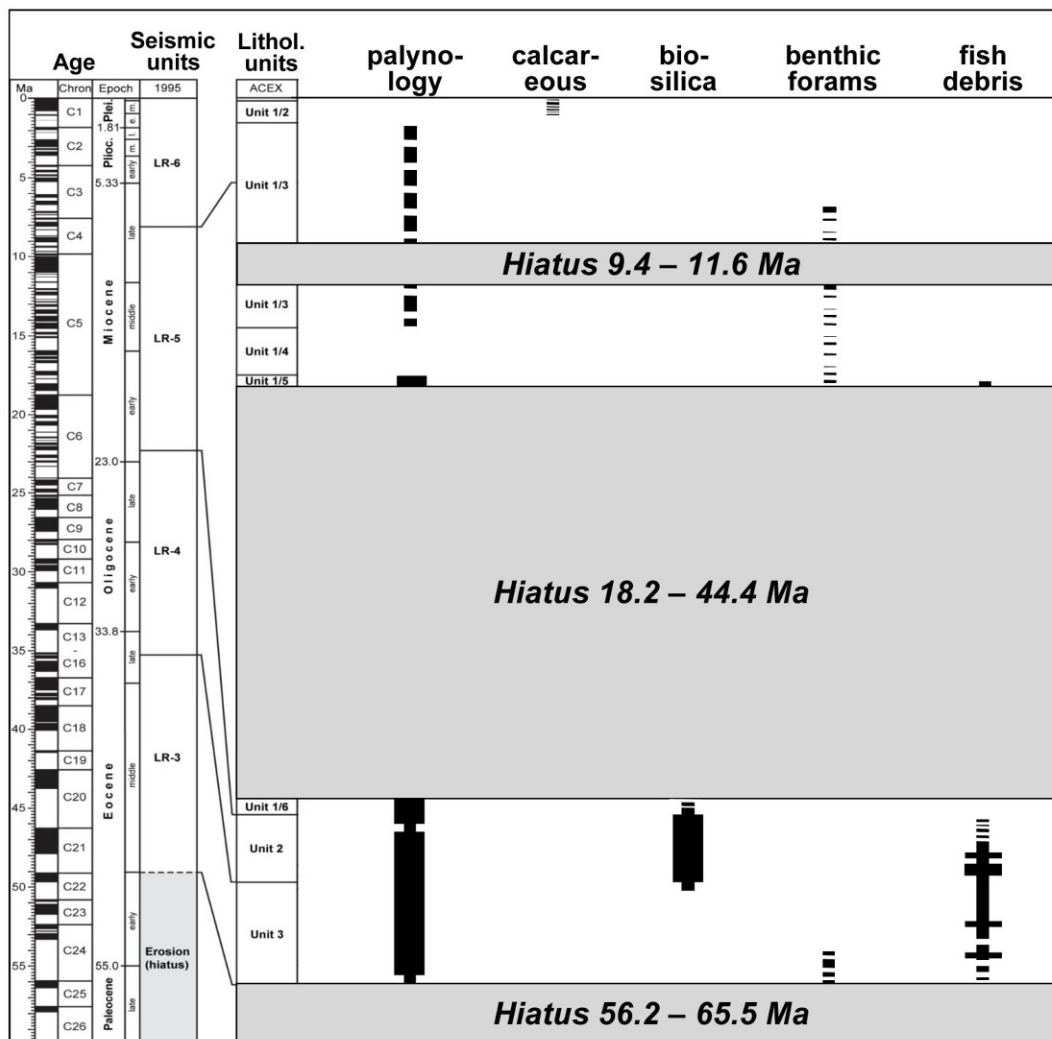 Age
Seismic units
Lithol. units
palyno-logy
calcar-eous
bio-silica
benthic forams
fish debris
Ma
Chron
Epoch
1995
ACEX
0
5
10
15
20
25
30
35
40
45
50
55
C1
C2
C3
C4
C5
C6
C7
C8
C9
C10
C11
C12
C13
-
C16
C17
C18
C19
C20
C21
C22
C23
C24
C25
C26
Plei.
1.81
Plioc.
5.33
Miocene
23.0
Oligocene
33.8
Eocene
55.0
Paleocene
m.
e.
l.
m.
early
late
middle
early
late
early
late
middle
early
late
LR-6
LR-5
LR-4
LR-3
Erosion
(hiatus)
Unit 1/2
Unit 1/3
Hiatus 9.4 – 11.6 Ma
Unit 1/3
Unit 1/4
Unit 1/5
Hiatus 18.2 – 44.4 Ma
Unit 1/6
Unit 2
Unit 3
Hiatus 56.2 – 65.5 Ma